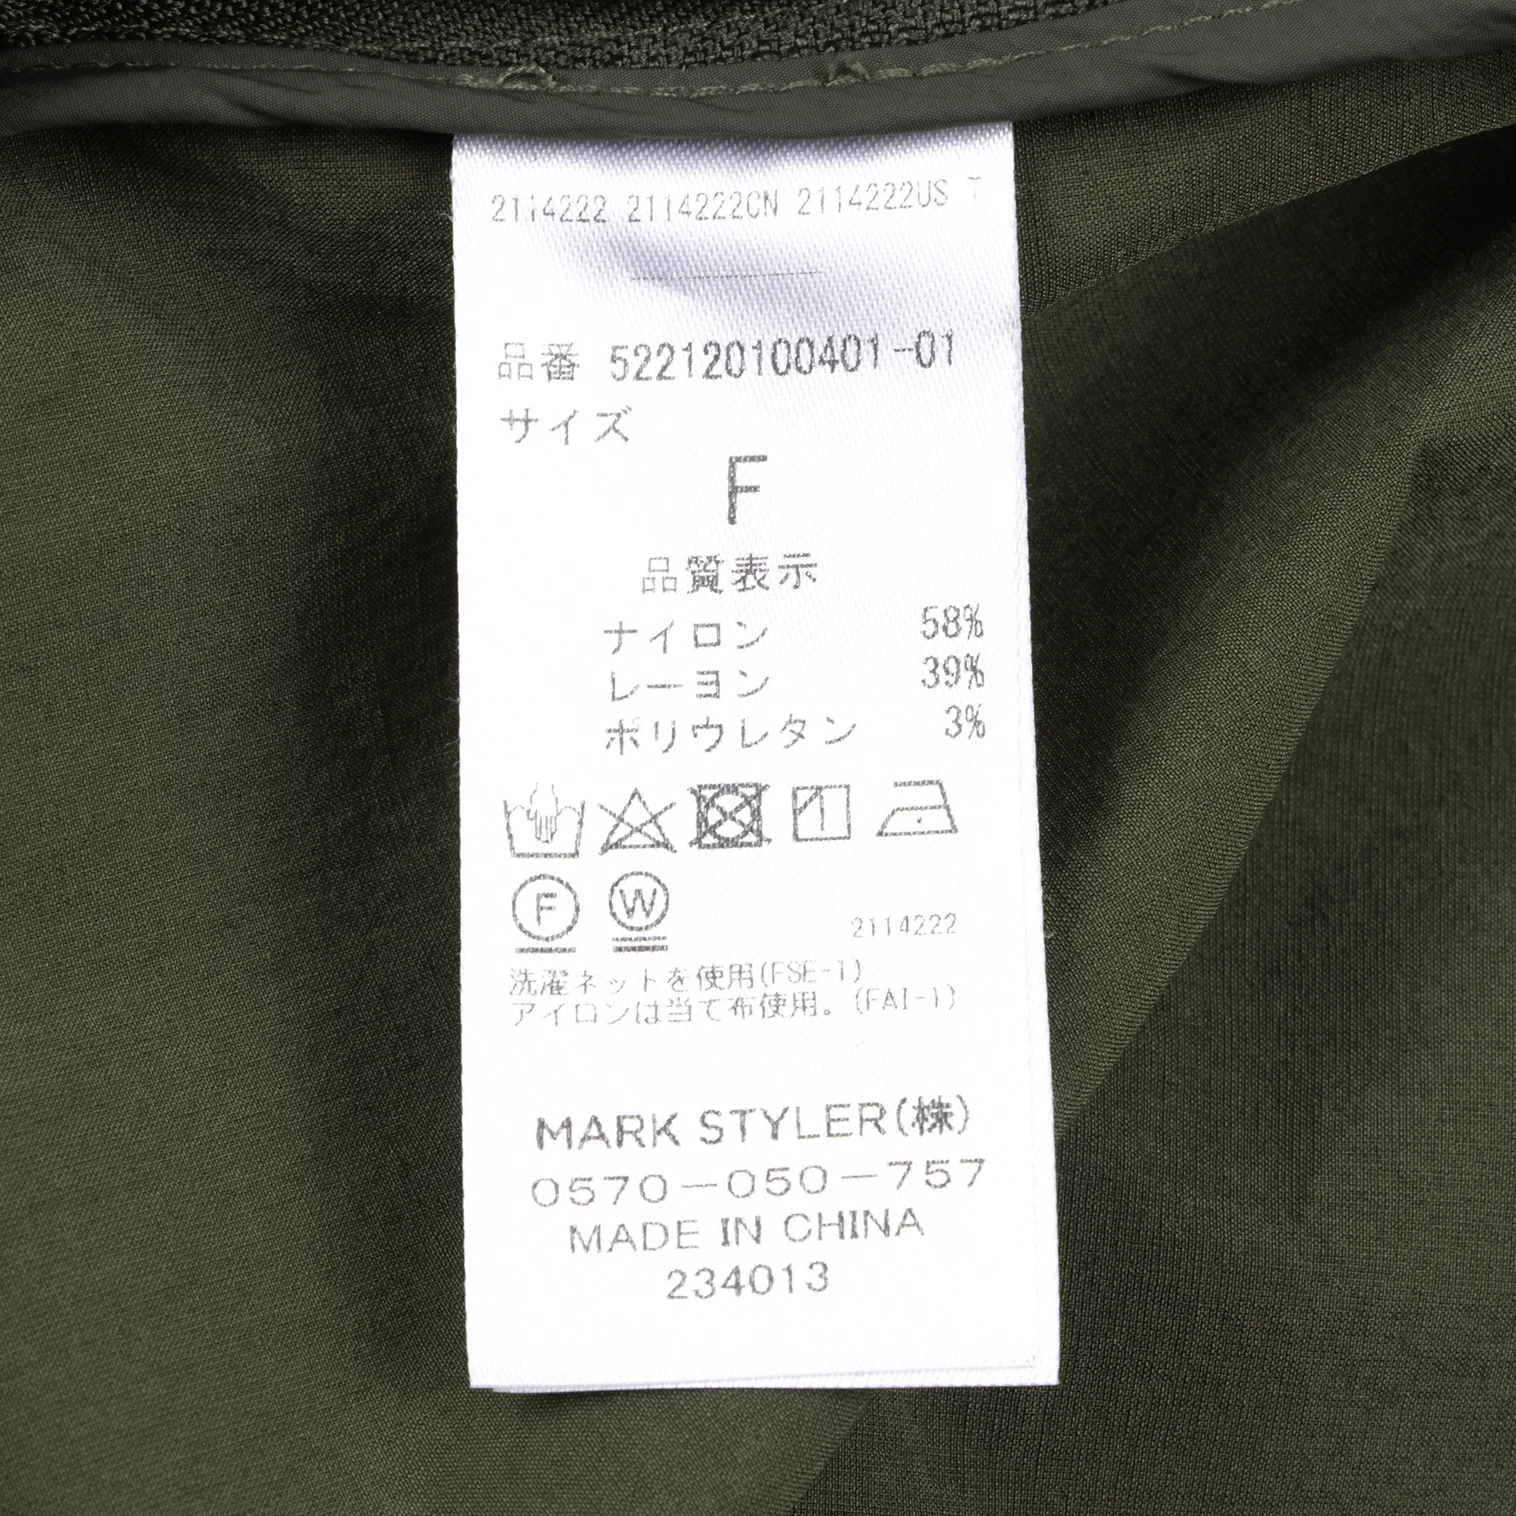 2114222 2114222CN 2114222US T
品番 522120100401-01
サイズ
F
品質表示
ナイロン 58%
レーヨン 39%
ポリウレタン 3%
F W 2114222
洗濯ネットを使用(FSE-1)
アイロンは当て布使用。(FAI-1)
MARK STYLER(株)
0570-050-757
MADE IN CHINA
234013